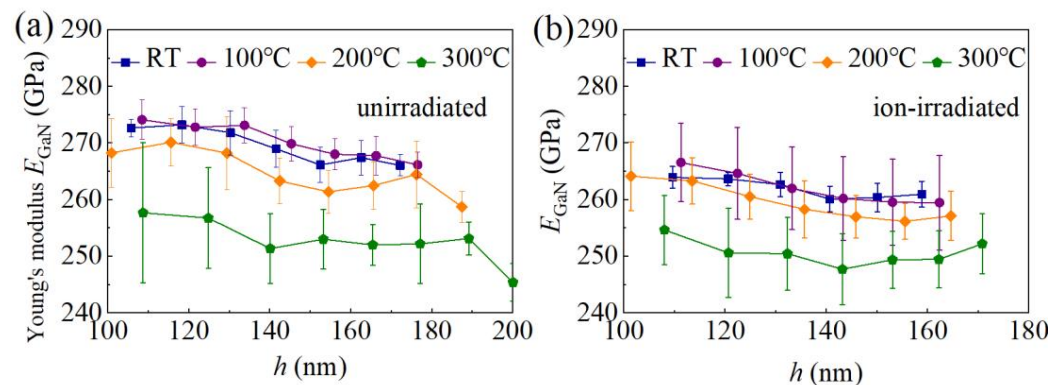 (a)
290
280
270
260
250
240
Young's modulus E_GaN (GPa)
RT 100°C 200°C 300°C
unirradiated
100 120 140 160 180 200
h (nm)
(b)
290
280
270
260
250
240
E_GaN (GPa)
RT 100°C 200°C 300°C
ion-irradiated
100 120 140 160 180
h (nm)